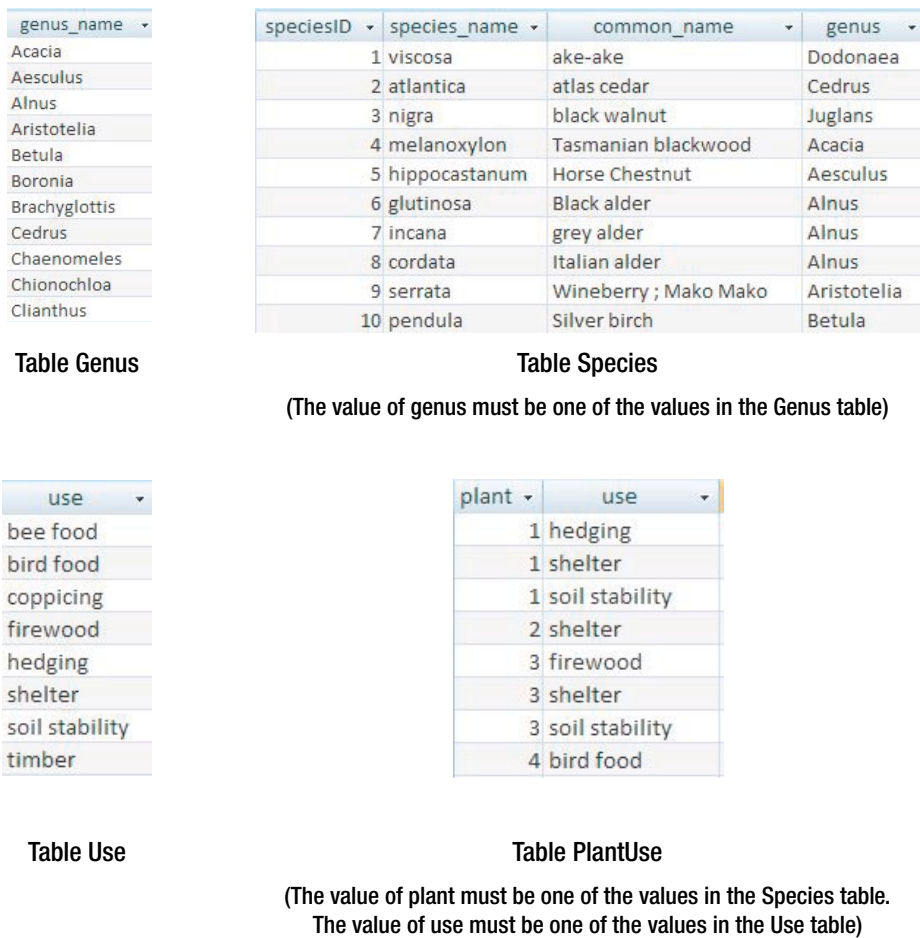 genus_name
Acacia
Aesculus
Alnus
Aristotelia
Betula
Boronia
Brachyglottis
Cedrus
Chaenomeles
Chionochloa
Clianthus
Table Genus
speciesID species_name common_name genus
1 viscosa ake-ake Dodonaea
2 atlantica atlas cedar Cedrus
3 nigra black walnut Juglans
4 melanoxylon Tasmanian blackwood Acacia
5 hippocastanum Horse Chestnut Aesculus
6 glutinosa Black alder Alnus
7 incana grey alder Alnus
8 cordata Italian alder Alnus
9 serrata Wineberry ; Mako Mako Aristotelia
10 pendula Silver birch Betula
Table Species
(The value of genus must be one of the values in the Genus table)
use
bee food
bird food
coppicing
firewood
hedging
shelter
soil stability
timber
Table Use
plant use
1 hedging
1 shelter
1 soil stability
2 shelter
3 firewood
3 shelter
3 soil stability
4 bird food
Table PlantUse
(The value of plant must be one of the values in the Species table.
The value of use must be one of the values in the Use table)